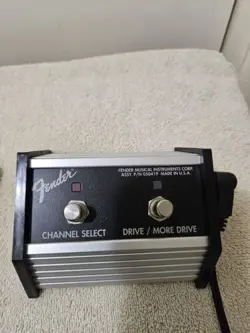 Fender
FENDER MUSICAL INSTRUMENTS CORP.
ASSY. P/N 050419 MADE IN U.S.A.
CHANNEL SELECT
DRIVE / MORE DRIVE